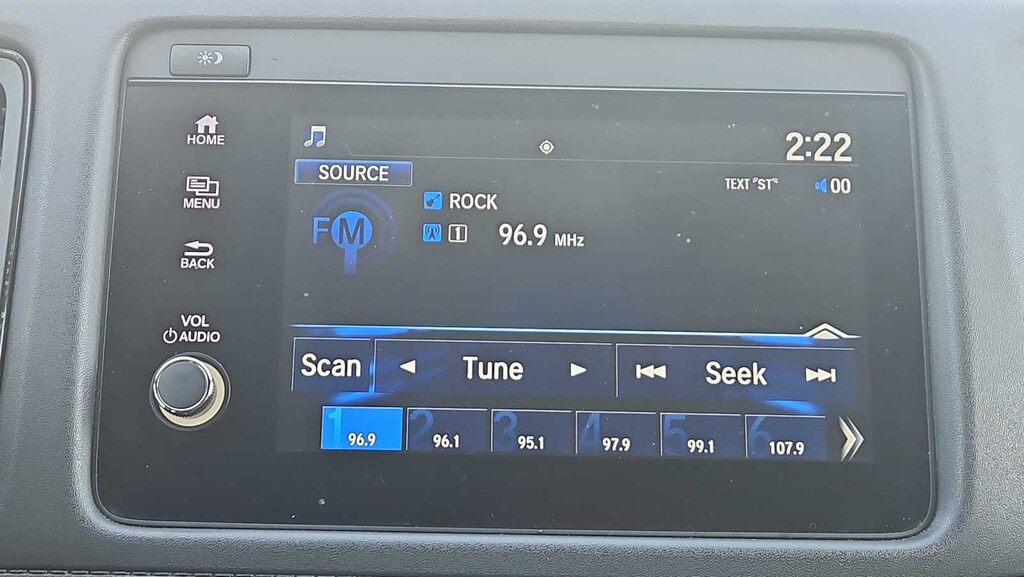 HOME
MENU
BACK
VOL
AUDIO
2:22
SOURCE
TEXT "ST"
00
FM
ROCK
1 96.9 MHz
Scan Tune Seek
1 96.9
2 96.1
3 95.1
4 97.9
5 99.1
6 107.9